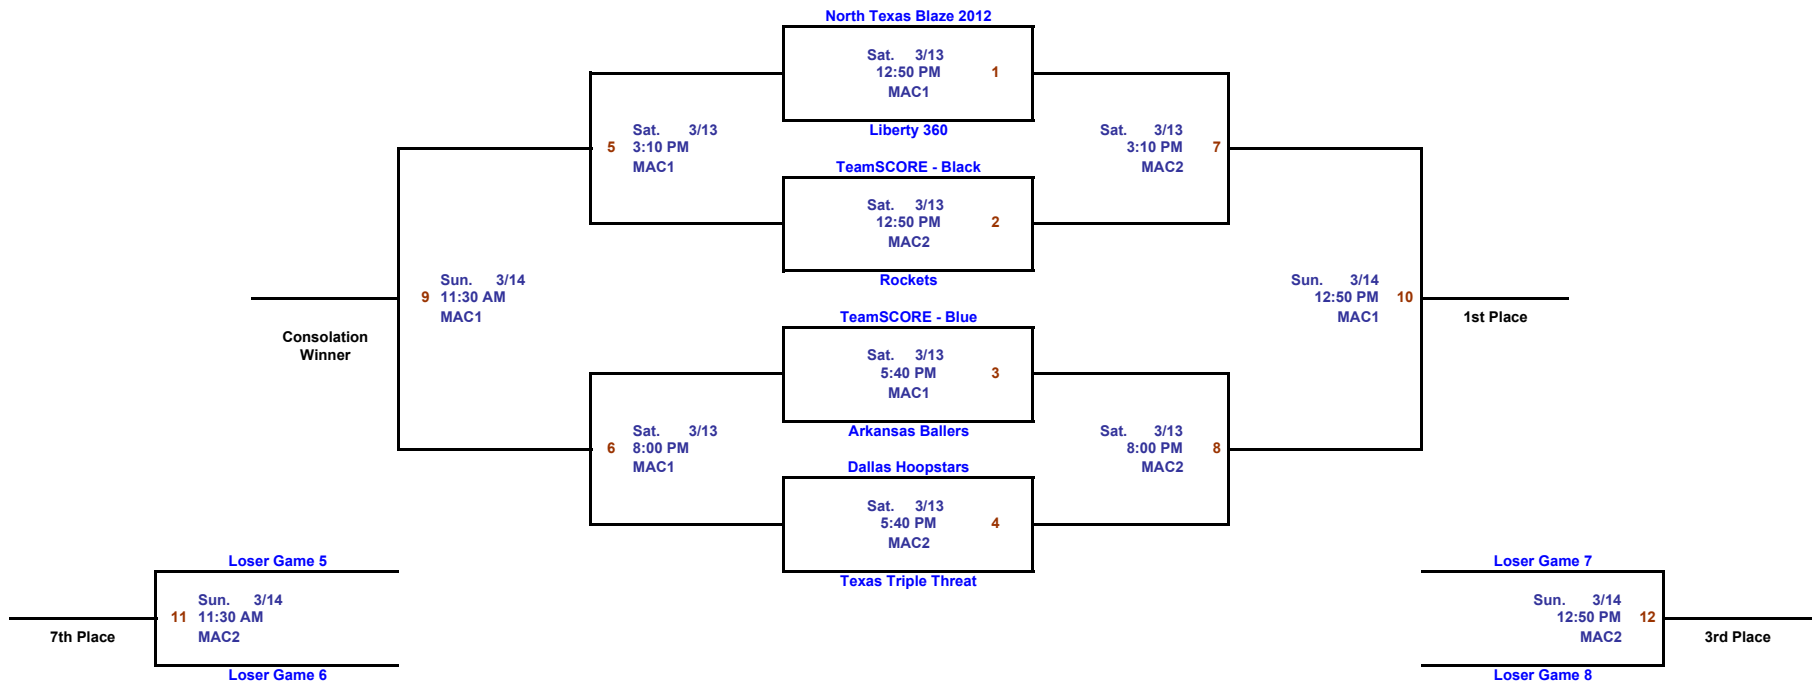 North Texas Blaze 2012
Sat. 3/13
12:50 PM 1
MAC1
Liberty 360
5 Sat. 3/13
3:10 PM
MAC1
Sat. 3/13
3:10 PM 7
MAC2
TeamSCORE - Black
Sat. 3/13
12:50 PM 2
MAC2
Rockets
9 Sun. 3/14
11:30 AM
MAC1
Consolation
Winner
Sun. 3/14
12:50 PM 10
MAC1
1st Place
TeamSCORE - Blue
Sat. 3/13
5:40 PM 3
MAC1
Arkansas Ballers
6 Sat. 3/13
8:00 PM
MAC1
Sat. 3/13
8:00 PM 8
MAC2
Dallas Hoopstars
Sat. 3/13
5:40 PM 4
MAC2
Texas Triple Threat
Loser Game 5
Sun. 3/14
11 11:30 AM
MAC2
7th Place
Loser Game 6
Loser Game 7
Sun. 3/14
12:50 PM 12
MAC2
3rd Place
Loser Game 8